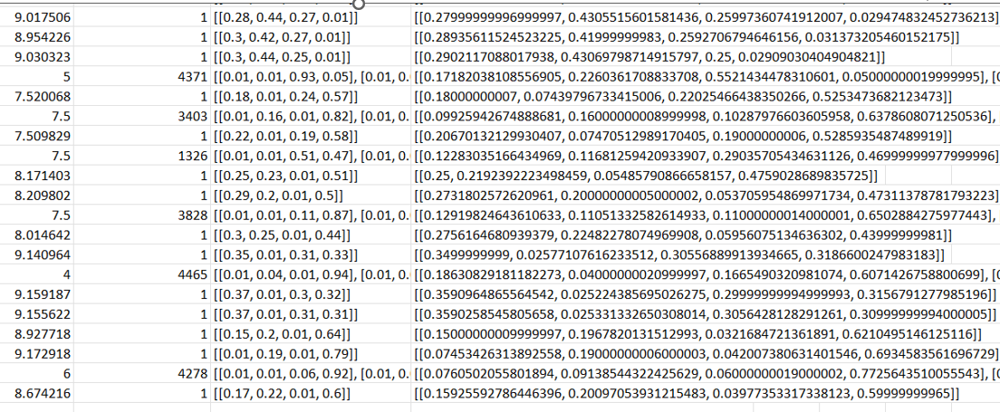 9.017506 1 [[0.28, 0.44, 0.27, 0.01]] [[0.27999999996999997, 0.4305515601581436, 0.25997360741912007, 0.029474832452736213]
8.954226 1 [[0.3, 0.42, 0.27, 0.01]] [[0.28935611524523225, 0.41999999983, 0.2592706794646156, 0.031373205460152175]]
9.030323 1 [[0.3, 0.44, 0.25, 0.01]] [[0.2902117088017938, 0.43069798714915797, 0.25, 0.02909030404904821]]
5 4371 [[0.01, 0.01, 0.93, 0.05], [0.01, 0. [[0.17182038108556905, 0.2260361708833708, 0.5521434478310601, 0.05000000019999995], [0
7.520068 1 [[0.18, 0.01, 0.24, 0.57]] [[0.18000000007, 0.07439796733415006, 0.22025466438350266, 0.5253473682123473]]
7.5 3403 [[0.01, 0.16, 0.01, 0.82], [0.01, 0. [[0.09925942674888681, 0.16000000008999998, 0.10287976603605958, 0.6378608071250536],
7.509829 1 [[0.22, 0.01, 0.19, 0.58]] [[0.20670132129930407, 0.07470512989170405, 0.19000000006, 0.5285935487489919]]
7.5 1326 [[0.01, 0.01, 0.51, 0.47], [0.01, 0. [[0.12283035166434969, 0.11681259420933907, 0.29035705434631126, 0.46999999977999996]
8.171403 1 [[0.25, 0.23, 0.01, 0.51]] [[0.25, 0.2192392223498459, 0.05485790866658157, 0.4759028689835725]]
8.209802 1 [[0.29, 0.2, 0.01, 0.5]] [[0.2731802572620961, 0.20000000005000002, 0.053705954869971734, 0.47311378781793223]
7.5 3828 [[0.01, 0.01, 0.11, 0.87], [0.01, 0. [[0.12919824643610633, 0.11051332582614933, 0.11000000014000001, 0.6502884275977443],
8.014642 1 [[0.3, 0.25, 0.01, 0.44]] [[0.2756164680939379, 0.22482278074969908, 0.05956075134636302, 0.43999999981]]
9.140964 1 [[0.35, 0.01, 0.31, 0.33]] [[0.3499999999, 0.02577107616233512, 0.30556889913934665, 0.3186600247983183]]
4 4465 [[0.01, 0.04, 0.01, 0.94], [0.01, 0. [[0.18630829181182273, 0.04000000020999997, 0.1665490320981074, 0.6071426758800699], [0
9.159187 1 [[0.37, 0.01, 0.3, 0.32]] [[0.3590964865564542, 0.025224385695026275, 0.29999999994999993, 0.3156791277985196]]
9.155622 1 [[0.37, 0.01, 0.31, 0.31]] [[0.3590258545805658, 0.025331332650308014, 0.3056428128291261, 0.30999999994000005]]
8.927718 1 [[0.15, 0.2, 0.01, 0.64]] [[0.15000000009999997, 0.1967820131512993, 0.0321684721361891, 0.6210495146125116]]
9.172918 1 [[0.01, 0.19, 0.01, 0.79]] [[0.07453426313892558, 0.19000000006000003, 0.042007380631401546, 0.6934583561696729]
6 4278 [[0.01, 0.01, 0.06, 0.92], [0.01, 0. [[0.0760502055801894, 0.09138544322425629, 0.06000000019000002, 0.7725643510055543], [0
8.674216 1 [[0.17, 0.22, 0.01, 0.6]] [[0.15925592786446396, 0.20097053931215483, 0.03977353317338123, 0.59999999965]]